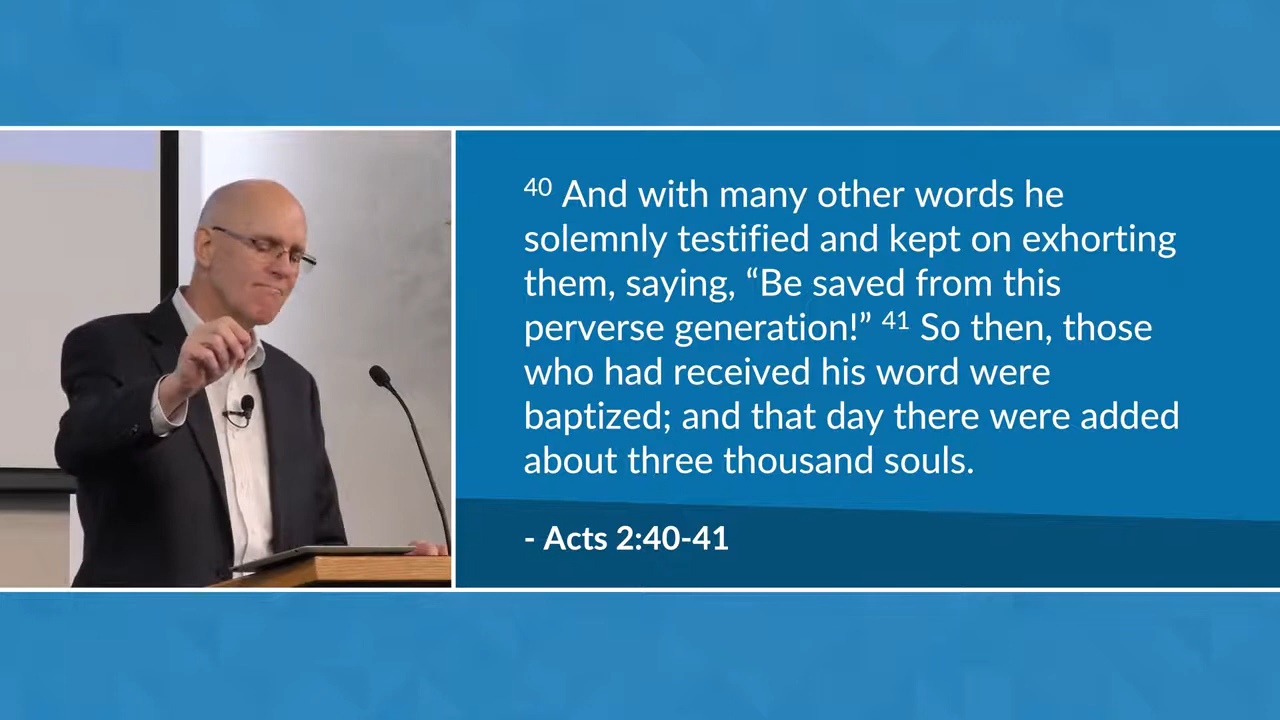 40 And with many other words he
solemnly testified and kept on exhorting
them, saying, “Be saved from this
perverse generation!” 41 So then, those
who had received his word were
baptized; and that day there were added
about three thousand souls.
- Acts 2:40-41